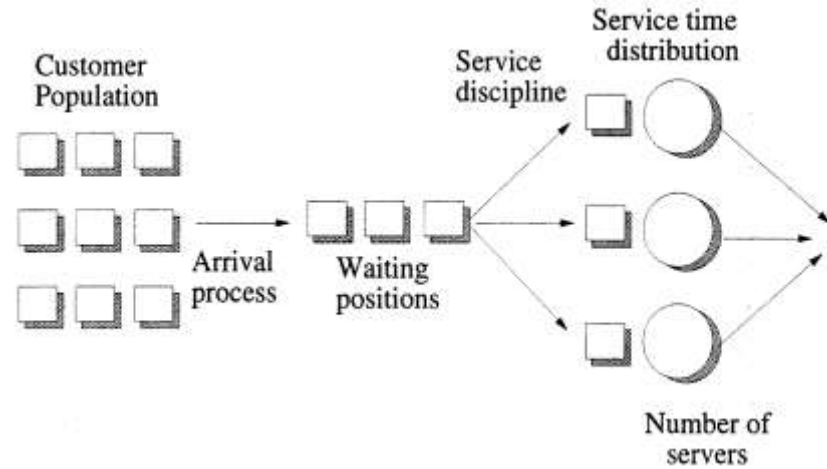 Customer
Population
Arrival
process
Waiting
positions
Service
discipline
Service time
distribution
Number of
servers